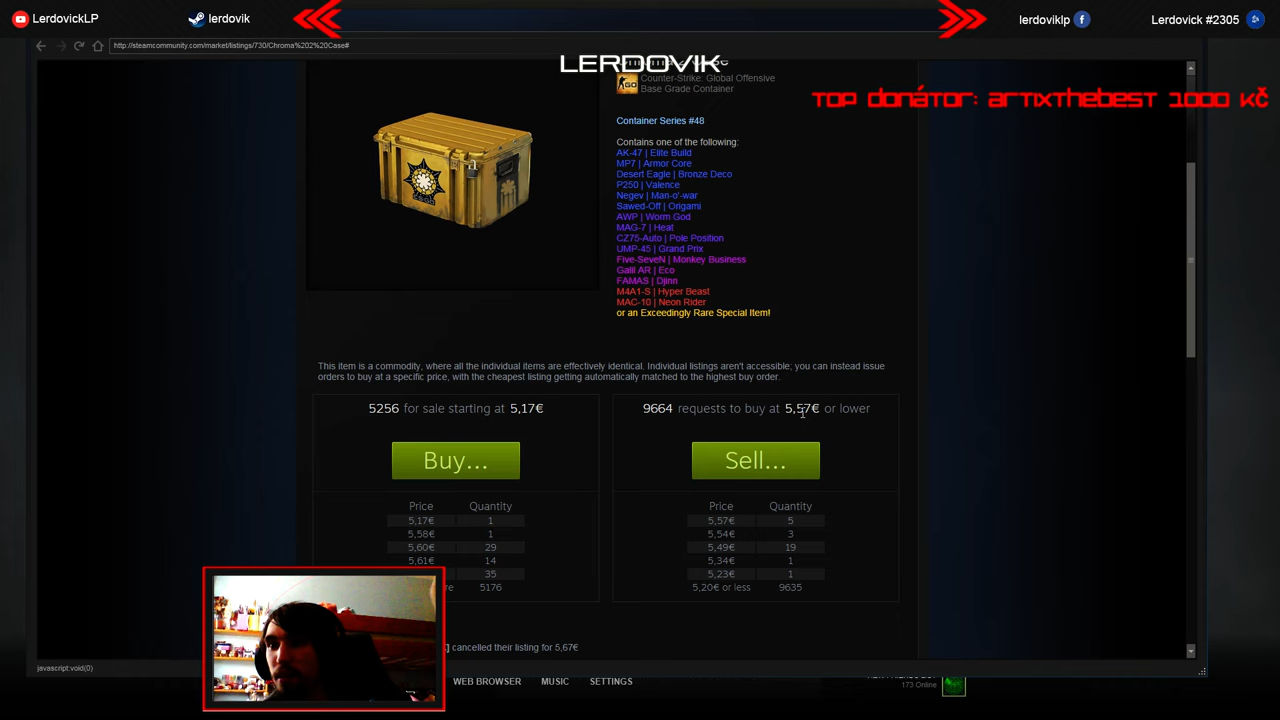 LerdovickLP
lerdovik
lerdoviklp
Lerdovick #2305
http://steamcommunity.com/market/listings/730/Chroma%202%20Case#
LERDOVIK
Counter-Strike: Global Offensive
Base Grade Container
TOP DONÁTOR: ARTIXTHEBEST 1000 KČ
Container Series #48
Contains one of the following:
AK-47 | Elite Build
MP7 | Armor Core
Desert Eagle | Bronze Deco
P250 | Valence
Negev | Man-o'-war
Sawed-Off | Origami
AWP | Worm God
MAG-7 | Heat
CZ75-Auto | Pole Position
UMP-45 | Grand Prix
Five-SeveN | Monkey Business
Galil AR | Eco
FAMAS | Djinn
M4A1-S | Hyper Beast
MAC-10 | Neon Rider
or an Exceedingly Rare Special Item!
This item is a commodity, where all the individual items are effectively identical. Individual listings aren't accessible; you can instead issue
orders to buy at a specific price, with the cheapest listing getting automatically matched to the highest buy order.
5256 for sale starting at 5,17€
Buy...
Price Quantity
5,17€ 1
5,58€ 1
5,60€ 29
5,61€ 14
35
5176
9664 requests to buy at 5,57€ or lower
Sell...
Price Quantity
5,57€ 5
5,54€ 3
5,49€ 19
5,34€ 1
5,23€ 1
5,20€ or less 9635
cancelled their listing for 5,67€
javascript:void(0)
WEB BROWSER MUSIC SETTINGS
173 Online